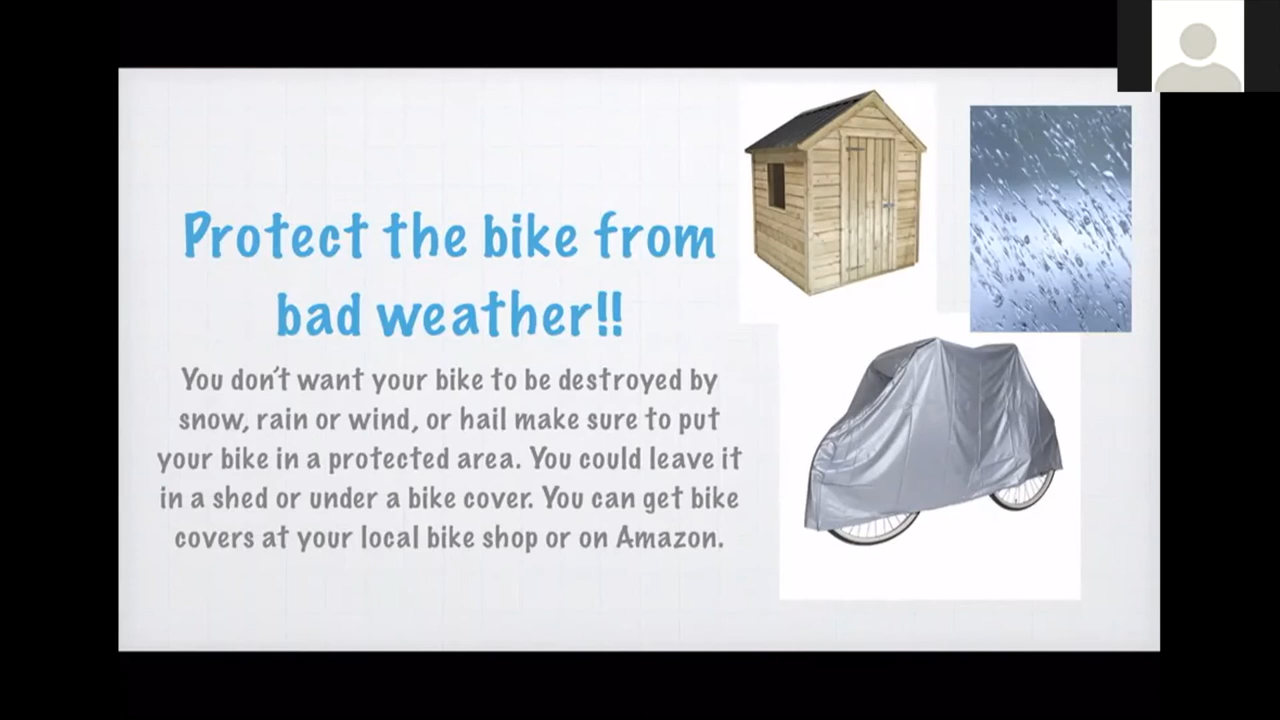 Protect the bike from
bad weather!!
You don't want your bike to be destroyed by
snow, rain or wind, or hail make sure to put
your bike in a protected area. You could leave it
in a shed or under a bike cover. You can get bike
covers at your local bike shop or on Amazon.